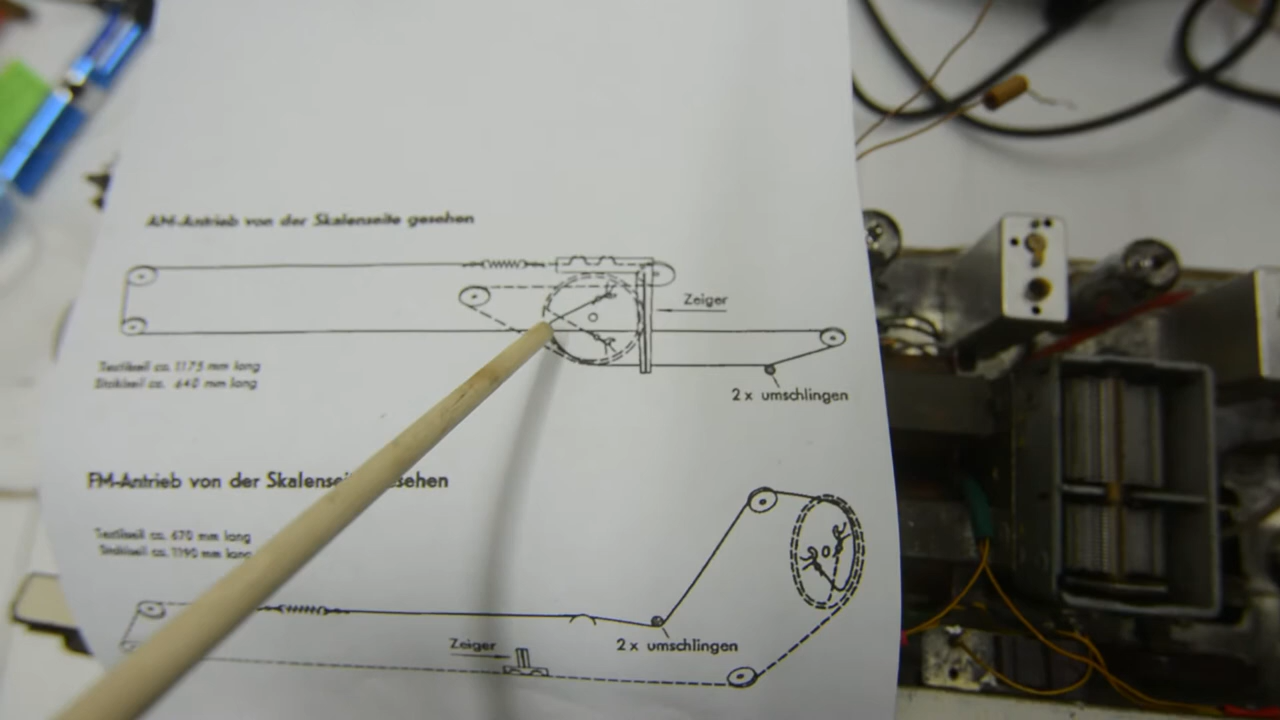 AM-Antrieb von der Skalenseite gesehen
Zeiger
Textilseil ca. 1175 mm lang
Stahlseil ca. 640 mm lang
2 x umschlingen
FM-Antrieb von der Skalensei sehen
Textilseil ca. 670 mm lang
Stahlseil ca. 1190 mm lang
2 x umschlingen
Zeiger